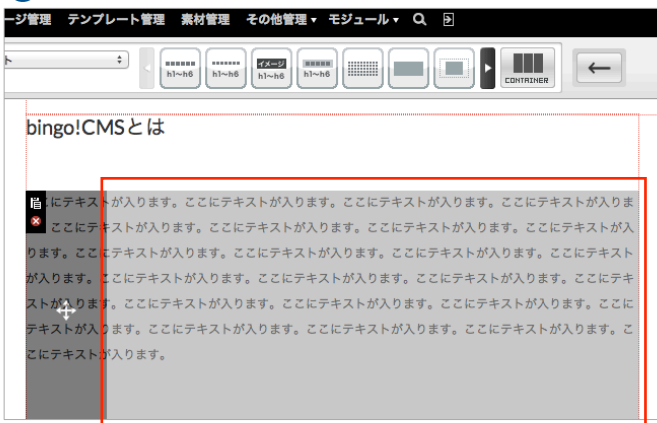 ージ管理 テンプレート管理 素材管理 その他管理▼ モジュール▼
ト
h1~h6 h1~h6 イメージ h1~h6 h1~h6 CONTAINER
bingo!CMSとは
にテキストが入ります。ここにテキストが入ります。ここにテキストが入ります。ここにテキストが入りま
ここにテキストが入ります。ここにテキストが入ります。ここにテキストが入ります。ここにテキストが入
ります。ここにテキストが入ります。ここにテキストが入ります。ここにテキストが入ります。ここにテキスト
が入ります。ここにテキストが入ります。ここにテキストが入ります。ここにテキストが入ります。ここにテキ
ストが入ります。ここにテキストが入ります。ここにテキストが入ります。ここにテキストが入ります。ここに
テキストが入ります。ここにテキストが入ります。ここにテキストが入ります。ここにテキストが入ります。こ
こにテキストが入ります。